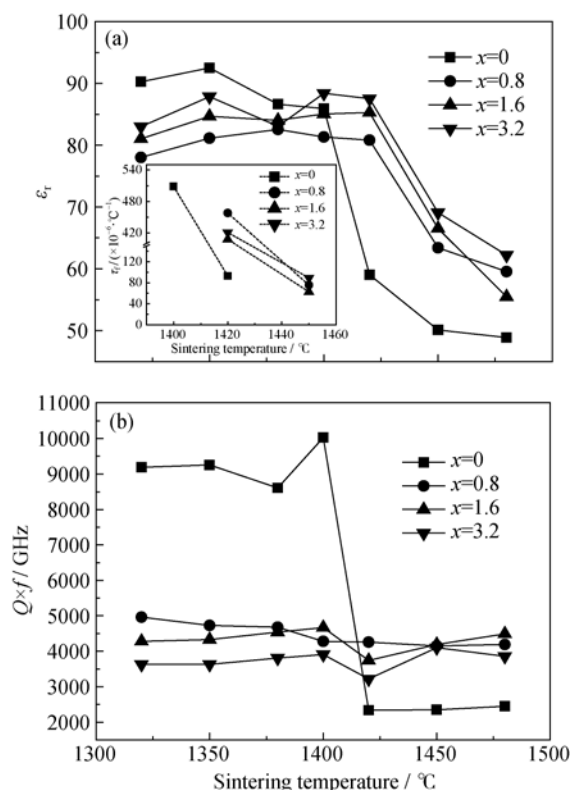 100
(a)
x=0
x=0.8
x=1.6
x=3.2
90
80
70
60
50
εr
540
480
420
120
80
40
0
τf / (×10⁻⁶·℃⁻¹)
x=0
x=0.8
x=1.6
x=3.2
1400 1420 1440 1460
Sintering temperature / ℃
11000
(b)
x=0
x=0.8
x=1.6
x=3.2
10000
9000
8000
7000
6000
5000
4000
3000
2000
Q×f / GHz
1300 1350 1400 1450 1500
Sintering temperature / ℃